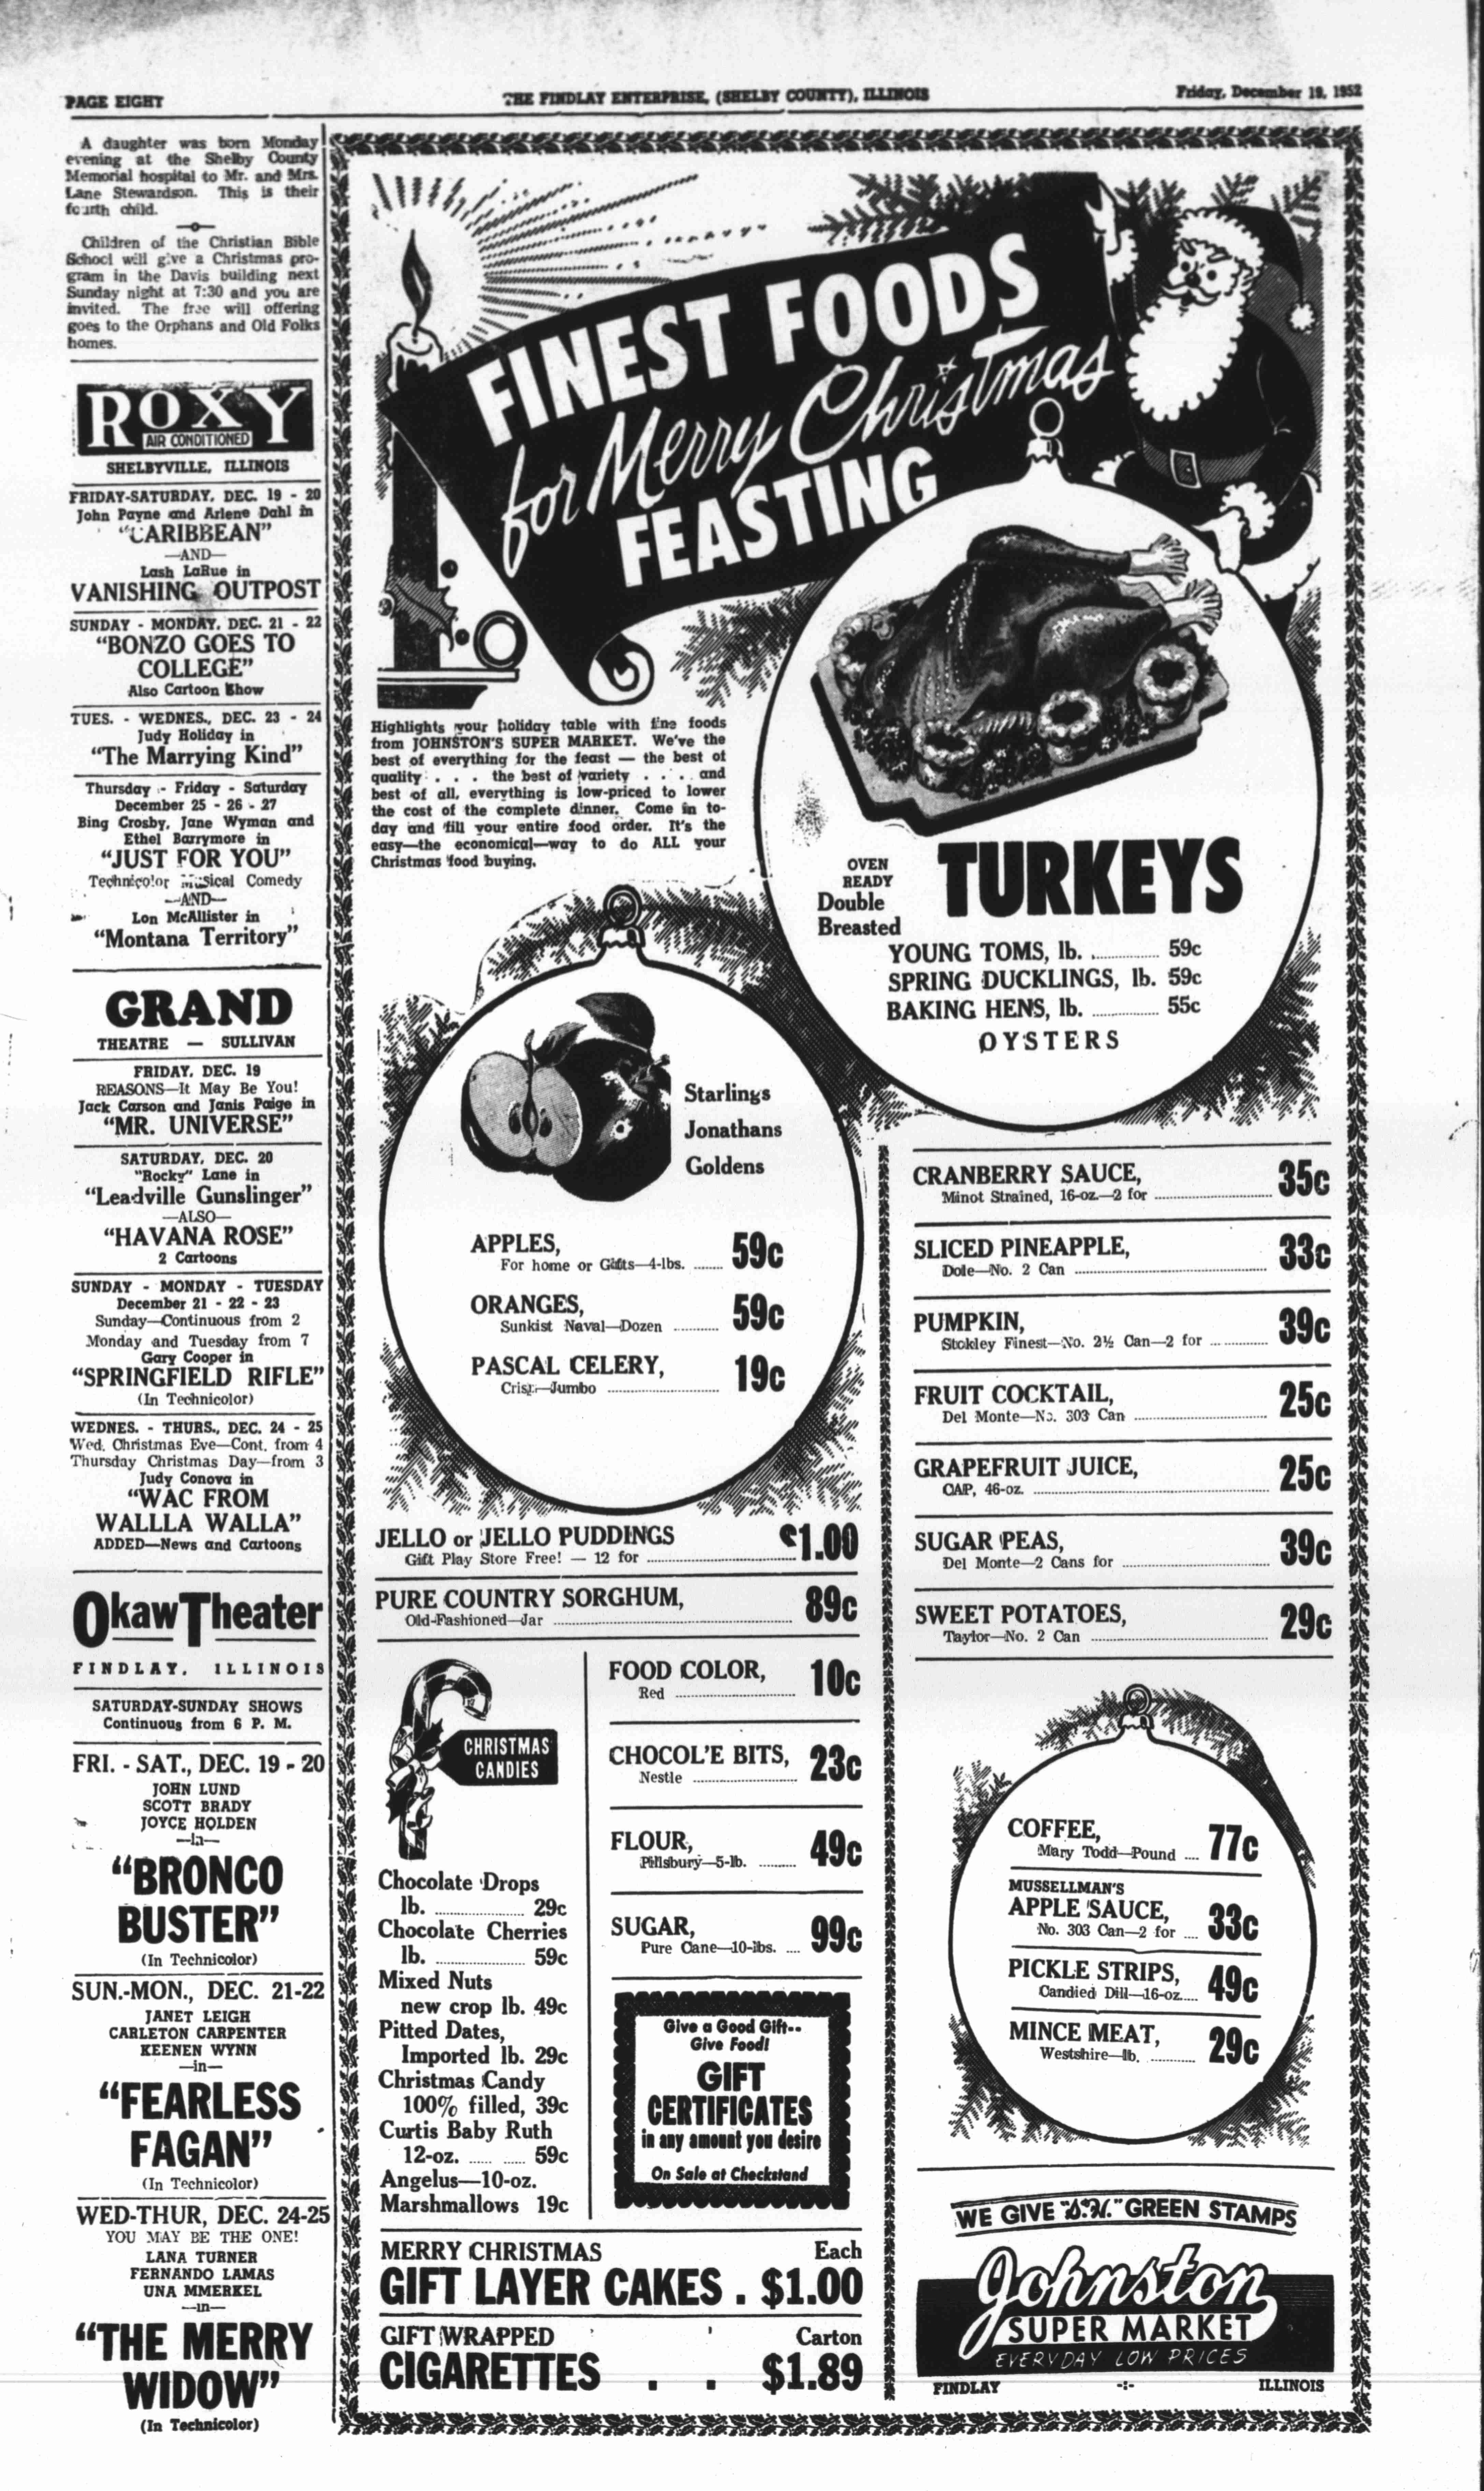 PAGE EIGHT
THE FINDLAY ENTERPRISE, (SHELBY COUNTY), ILLINOIS
Friday, December 19, 1952
A daughter was born Monday
evening at the Shelby County
Memorial hospital to Mr. and Mrs.
Lane Stewardson. This is their
fourth child.
Children of the Christian Bible
School will give a Christmas pro-
gram in the Davis building next
Sunday night at 7:30 and you are
invited. The free will offering
goes to the Orphans and Old Folks
homes.
ROXY
AIR CONDITIONED
SHELBYVILLE, ILLINOIS
FRIDAY-SATURDAY, DEC. 19 - 20
John Payne and Arlene Dahl in
"CARIBBEAN"
—AND—
Lash LaRue in
VANISHING OUTPOST
SUNDAY - MONDAY, DEC. 21 - 22
"BONZO GOES TO
COLLEGE"
Also Cartoon Show
TUES. - WEDNES., DEC. 23 - 24
Judy Holiday in
"The Marrying Kind"
Thursday - Friday - Saturday
December 25 - 26 - 27
Bing Crosby, Jane Wyman and
Ethel Barrymore in
"JUST FOR YOU"
Technicolor Musical Comedy
—AND—
Lon McAllister in
"Montana Territory"
GRAND
THEATRE — SULLIVAN
FRIDAY, DEC. 19
REASONS—It May Be You!
Jack Carson and Janis Paige in
"MR. UNIVERSE"
SATURDAY, DEC. 20
"Rocky" Lane in
"Leadville Gunslinger"
—ALSO—
"HAVANA ROSE"
2 Cartoons
SUNDAY - MONDAY - TUESDAY
December 21 - 22 - 23
Sunday—Continuous from 2
Monday and Tuesday from 7
Gary Cooper in
"SPRINGFIELD RIFLE"
(In Technicolor)
WEDNES. - THURS., DEC. 24 - 25
Wed. Christmas Eve—Cont. from 4
Thursday Christmas Day—from 3
Judy Conova in
"WAC FROM
WALLLA WALLA"
ADDED—News and Cartoons
Okaw Theater
FINDLAY, ILLINOIS
SATURDAY-SUNDAY SHOWS
Continuous from 6 P. M.
FRI. - SAT., DEC. 19 - 20
JOHN LUND
SCOTT BRADY
JOYCE HOLDEN
—in—
"BRONCO
BUSTER"
(In Technicolor)
SUN.-MON., DEC. 21-22
JANET LEIGH
CARLETON CARPENTER
KEENEN WYNN
—in—
"FEARLESS
FAGAN"
(In Technicolor)
WED-THUR, DEC. 24-25
YOU MAY BE THE ONE!
LANA TURNER
FERNANDO LAMAS
UNA MMERKEL
—in—
"THE MERRY
WIDOW"
(In Technicolor)
FINEST FOODS
for Merry Christmas
FEASTING
Highlights your holiday table with fine foods
from JOHNSTON'S SUPER MARKET. We've the
best of everything for the feast — the best of
quality . . . the best of variety . . . and
best of all, everything is low-priced to lower
the cost of the complete dinner. Come in to-
day and fill your entire food order. It's the
easy—the economical—way to do ALL your
Christmas food buying.
OVEN
READY
Double
Breasted
TURKEYS
YOUNG TOMS, lb. ............ 59c
SPRING DUCKLINGS, lb. 59c
BAKING HENS, lb. ............ 55c
OYSTERS
Starlings
Jonathans
Goldens
APPLES,
For home or Gifts—4-lbs. ....... 59c
ORANGES,
Sunkist Naval—Dozen ........... 59c
PASCAL CELERY,
Crisp—Jumbo ............ 19c
JELLO or JELLO PUDDINGS
Gift Play Store Free! — 12 for ............ $1.00
PURE COUNTRY SORGHUM,
Old-Fashioned—Jar ............ 89c
CHRISTMAS
CANDIES
Chocolate Drops
lb. ............ 29c
Chocolate Cherries
lb. ............ 59c
Mixed Nuts
new crop lb. 49c
Pitted Dates,
Imported lb. 29c
Christmas Candy
100% filled, 39c
Curtis Baby Ruth
12-oz. ...... ...... 59c
Angelus—10-oz.
Marshmallows 19c
FOOD COLOR,
Red ............ 10c
CHOCOL'E BITS,
Nestle ............ 23c
FLOUR,
Pillsbury—5-lb. ......... 49c
SUGAR,
Pure Cane—10-lbs. .... 99c
Give a Good Gift--
Give Food!
GIFT
CERTIFICATES
in any amount you desire
On Sale at Checkstand
MERRY CHRISTMAS Each
GIFT LAYER CAKES . $1.00
GIFT WRAPPED Carton
CIGARETTES . . $1.89
CRANBERRY SAUCE,
Minot Strained, 16-oz.—2 for ............ 35c
SLICED PINEAPPLE,
Dole—No. 2 Can ............ 33c
PUMPKIN,
Stokley Finest—No. 2½ Can—2 for ............ 39c
FRUIT COCKTAIL,
Del Monte—No. 303 Can ............ 25c
GRAPEFRUIT JUICE,
CAP, 46-oz. ............ 25c
SUGAR PEAS,
Del Monte—2 Cans for ............ 39c
SWEET POTATOES,
Taylor—No. 2 Can ............ 29c
COFFEE,
Mary Todd—Pound .... 77c
MUSSELLMAN'S
APPLE SAUCE,
No. 303 Can—2 for .... 33c
PICKLE STRIPS,
Candied Dill—16-oz..... 49c
MINCE MEAT,
Westshire—lb. ........... 29c
WE GIVE "S.&H." GREEN STAMPS
Johnston
SUPER MARKET
EVERYDAY LOW PRICES
FINDLAY -:- ILLINOIS